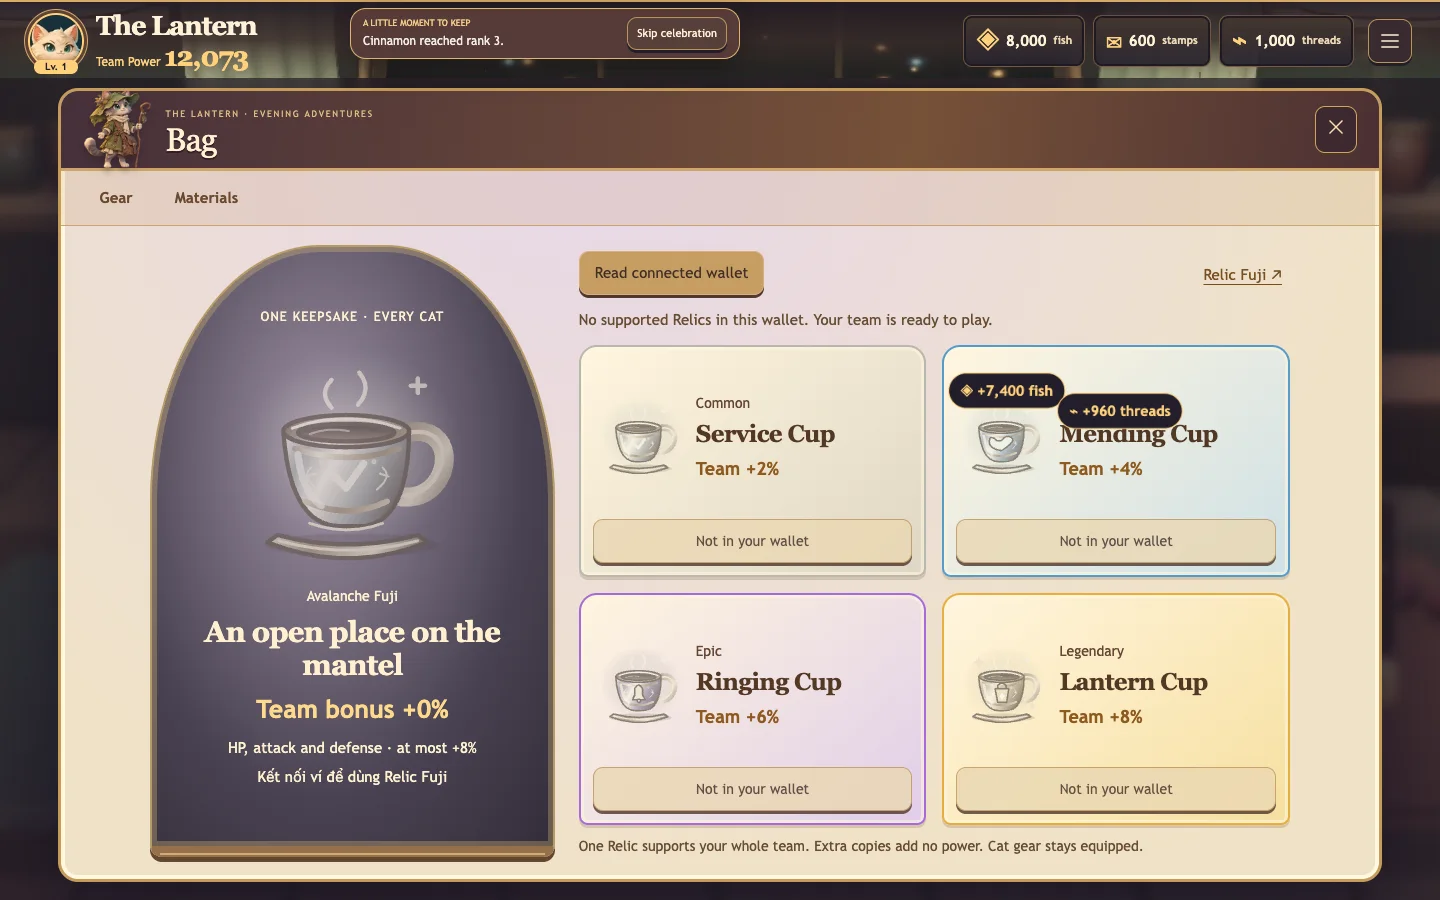 The Lantern
Team Power 12,073
Lv. 1
A LITTLE MOMENT TO KEEP
Cinnamon reached rank 3.
Skip celebration
8,000 fish
600 stamps
1,000 threads
THE LANTERN · EVENING ADVENTURES
Bag
Gear
Materials
ONE KEEPSAKE · EVERY CAT
Avalanche Fuji
An open place on the
mantel
Team bonus +0%
HP, attack and defense · at most +8%
Kết nối ví để dùng Relic Fuji
Read connected wallet
Relic Fuji ↗
No supported Relics in this wallet. Your team is ready to play.
Common
Service Cup
Team +2%
Not in your wallet
+7,400 fish
+960 threads
Mending Cup
Team +4%
Not in your wallet
Epic
Ringing Cup
Team +6%
Not in your wallet
Legendary
Lantern Cup
Team +8%
Not in your wallet
One Relic supports your whole team. Extra copies add no power. Cat gear stays equipped.